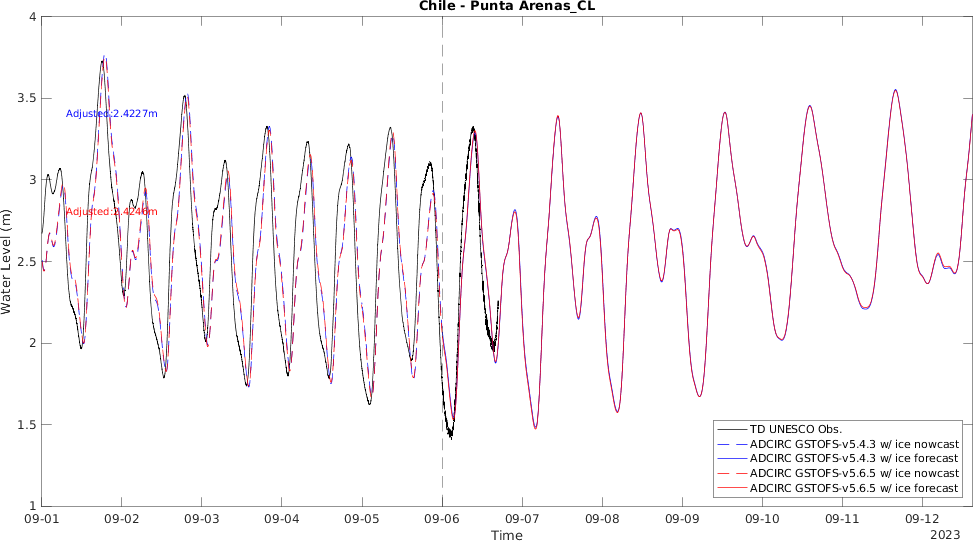 Chile - Punta Arenas_CL
4
3.5
3
2.5
2
1.5
1
Water Level (m)
Adjusted:2.4227m
Adjusted:2.4246m
TD UNESCO Obs.
ADCIRC GSTOFS-v5.4.3 w/ ice nowcast
ADCIRC GSTOFS-v5.4.3 w/ ice forecast
ADCIRC GSTOFS-v5.6.5 w/ ice nowcast
ADCIRC GSTOFS-v5.6.5 w/ ice forecast
09-01 09-02 09-03 09-04 09-05 09-06 09-07 09-08 09-09 09-10 09-11 09-12
2023
Time